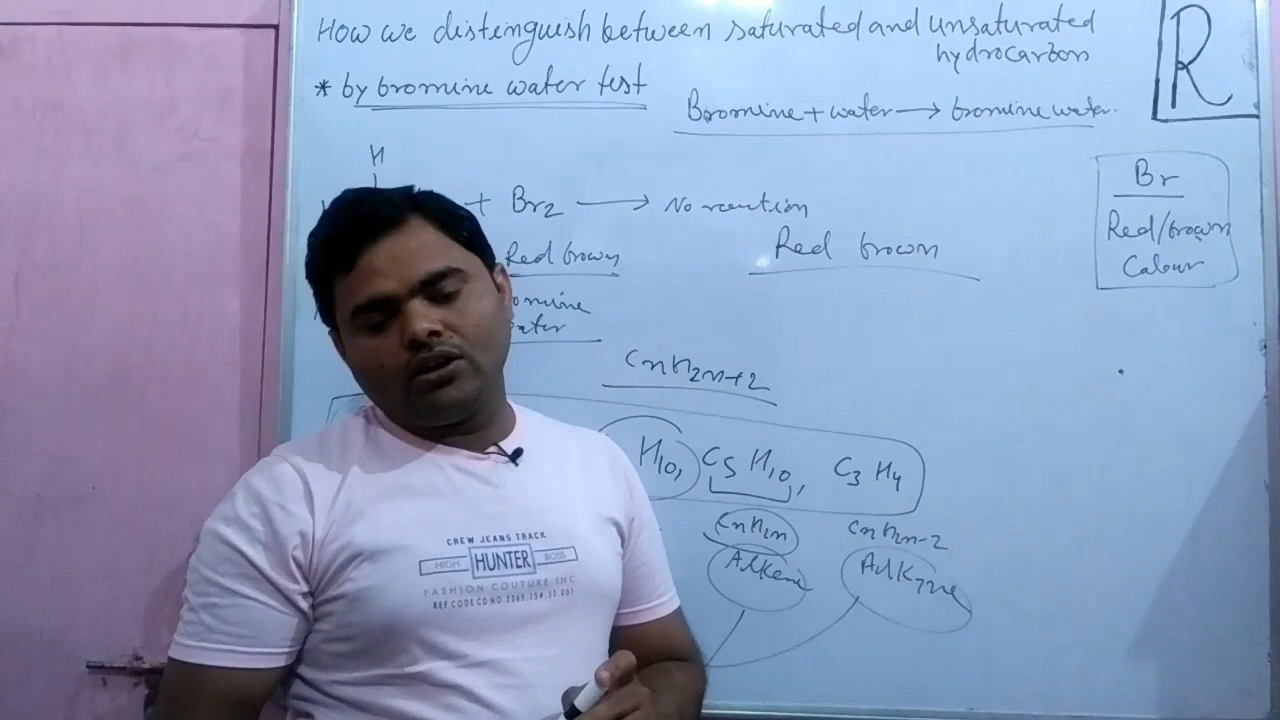 How we distenguish between saturated and unsaturated
hydrocarbon
* by bromine water test
Bromine + water → bromine water.
R
H
+ Br2 → No reaction
Red brown
Red brown
water
Br
Red/brown
Colour
CnH2n+2
H10, C5 H10, C3 H4
CnH2n
CnH2n-2
Alkene
Alkyne
CREW JEANS TRACK
HIGH HUNTER BOSS
FASHION COUTURE INC.